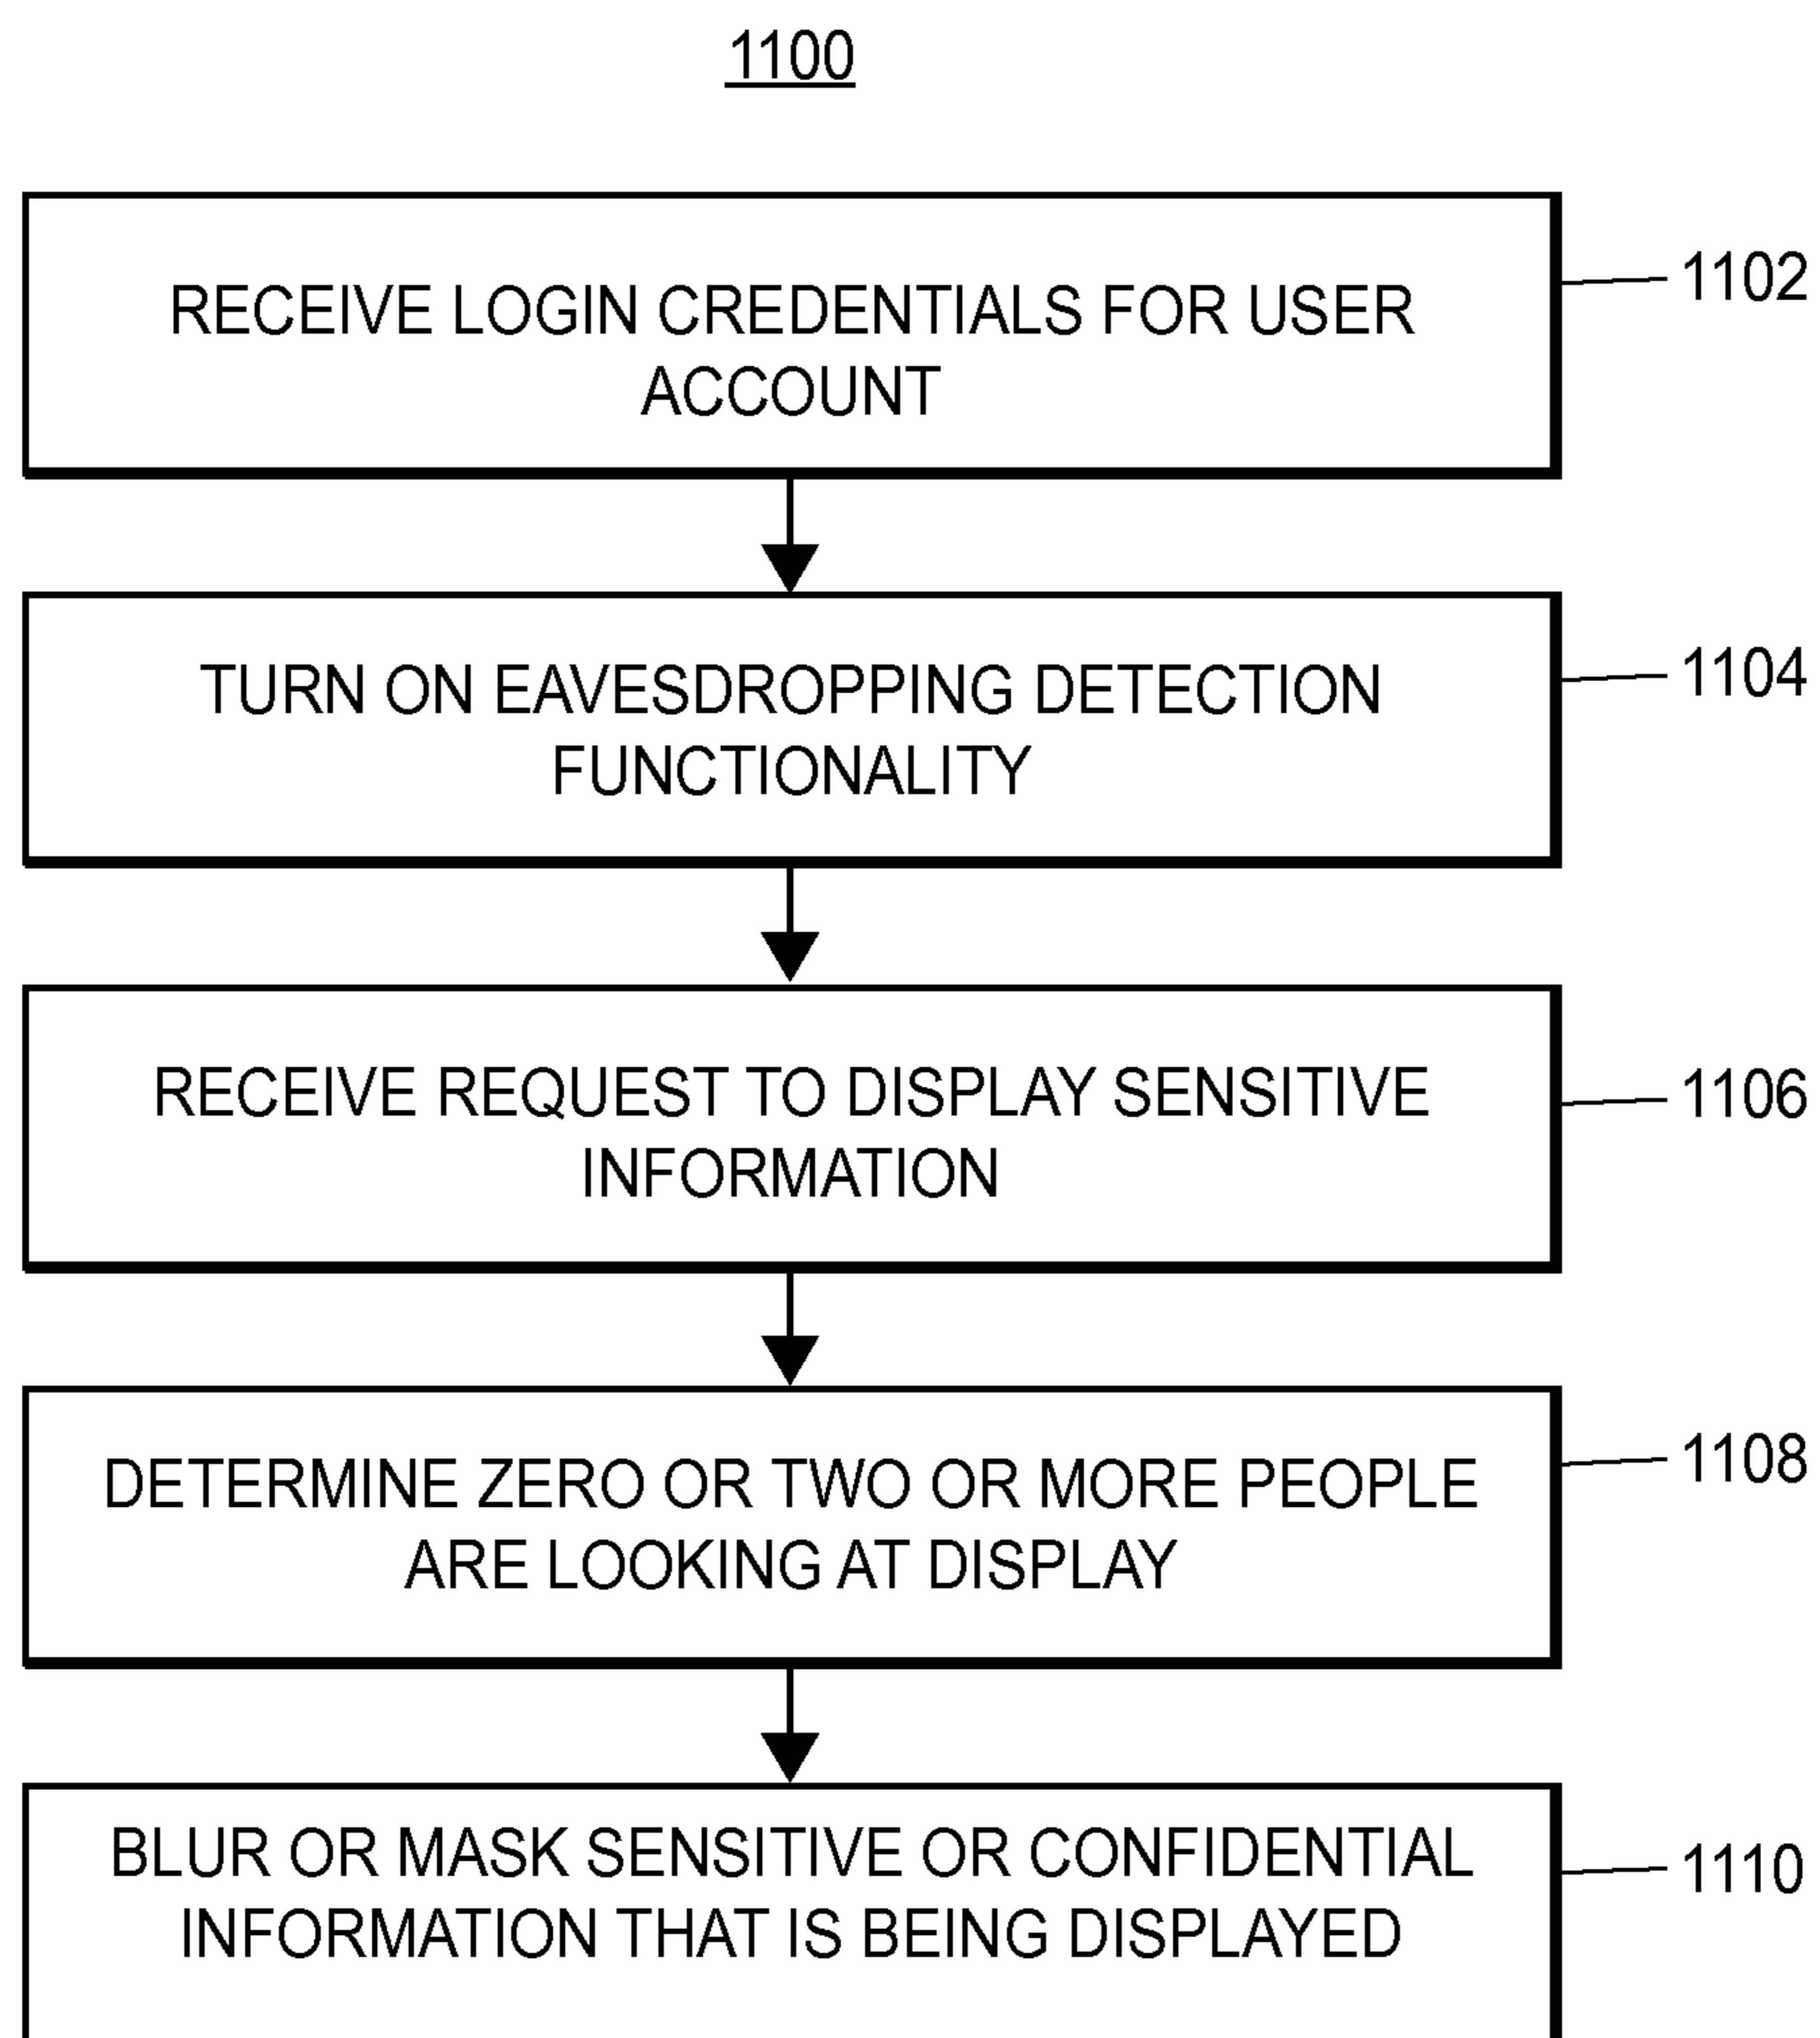 1100
RECEIVE LOGIN CREDENTIALS FOR USER
ACCOUNT
1102
TURN ON EAVESDROPPING DETECTION
FUNCTIONALITY
1104
RECEIVE REQUEST TO DISPLAY SENSITIVE
INFORMATION
1106
DETERMINE ZERO OR TWO OR MORE PEOPLE
ARE LOOKING AT DISPLAY
1108
BLUR OR MASK SENSITIVE OR CONFIDENTIAL
INFORMATION THAT IS BEING DISPLAYED
1110